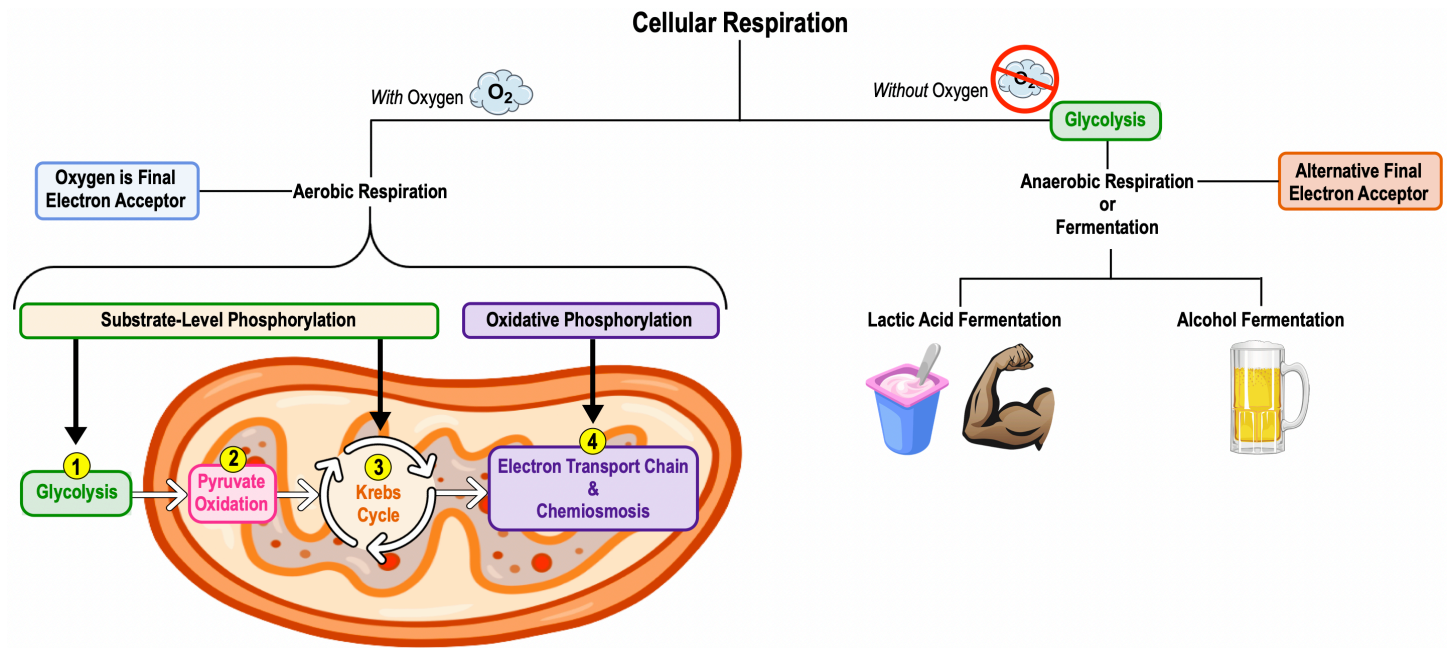 Cellular Respiration
With Oxygen
O2
Without Oxygen
O2
Glycolysis
Oxygen is Final
Electron Acceptor
Aerobic Respiration
Anaerobic Respiration
or
Fermentation
Alternative Final
Electron Acceptor
Substrate-Level Phosphorylation
Oxidative Phosphorylation
Lactic Acid Fermentation
Alcohol Fermentation
1
Glycolysis
2
Pyruvate
Oxidation
3
Krebs
Cycle
4
Electron Transport Chain
&
Chemiosmosis